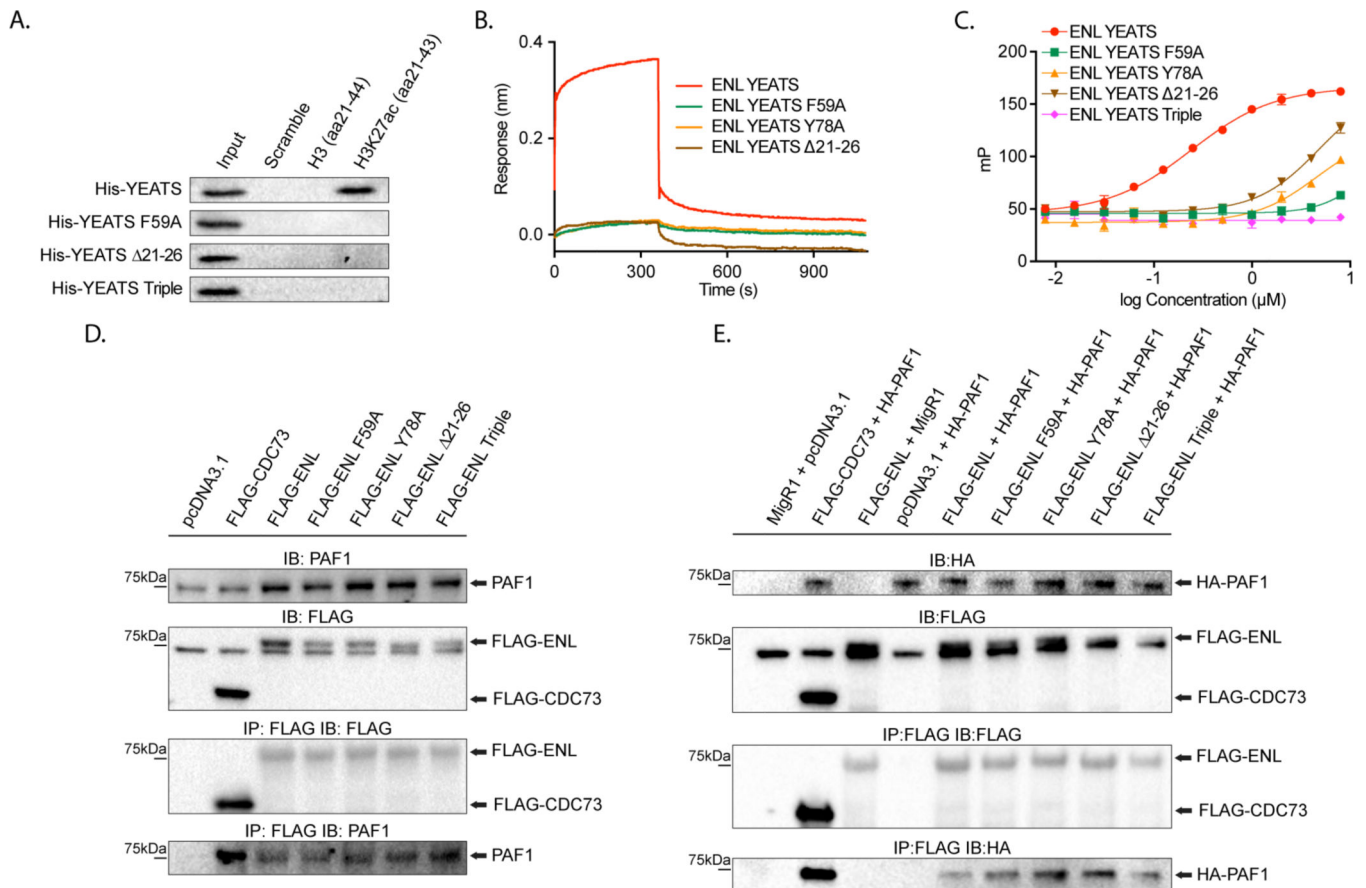 A.
Input
Scramble
H3 (aa21-44)
H3K27ac (aa21-43)
His-YEATS
His-YEATS F59A
His-YEATS Δ21-26
His-YEATS Triple
B.
Response (nm)
0.4
0.2
0.0
0
300
600
900
Time (s)
ENL YEATS
ENL YEATS F59A
ENL YEATS Y78A
ENL YEATS Δ21-26
C.
ENL YEATS
ENL YEATS F59A
ENL YEATS Y78A
ENL YEATS Δ21-26
ENL YEATS Triple
mP
200
150
100
50
0
-2
-1
0
1
log Concentration (µM)
D.
pcDNA3.1
FLAG-CDC73
FLAG-ENL
FLAG-ENL F59A
FLAG-ENL Y78A
FLAG-ENL Δ21-26
FLAG-ENL Triple
IB: PAF1
75kDa
PAF1
IB: FLAG
75kDa
FLAG-ENL
FLAG-CDC73
IP: FLAG IB: FLAG
75kDa
FLAG-ENL
FLAG-CDC73
IP: FLAG IB: PAF1
75kDa
PAF1
E.
MigR1 + pcDNA3.1
FLAG-CDC73 + HA-PAF1
FLAG-ENL + MigR1
pcDNA3.1 + HA-PAF1
FLAG-ENL + HA-PAF1
FLAG-ENL F59A + HA-PAF1
FLAG-ENL Y78A + HA-PAF1
FLAG-ENL Δ21-26 + HA-PAF1
FLAG-ENL Triple + HA-PAF1
IB:HA
75kDa
HA-PAF1
IB:FLAG
75kDa
FLAG-ENL
FLAG-CDC73
IP:FLAG IB:FLAG
75kDa
FLAG-ENL
FLAG-CDC73
IP:FLAG IB:HA
75kDa
HA-PAF1